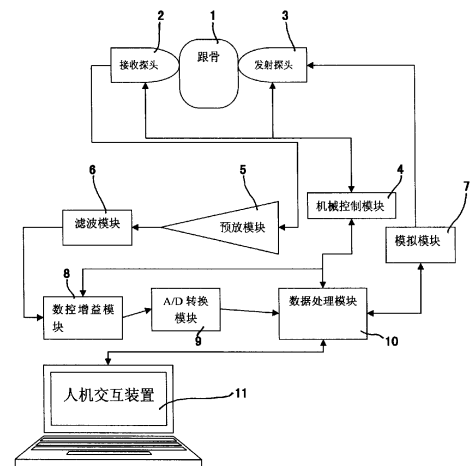 2
1
3
接收探头
跟骨
发射探头
6
5
4
7
滤波模块
预放模块
机械控制模块
模拟模块
8
数控增益模
块
A/D 转换
模块
9
数据处理模块
10
人机交互装置
11